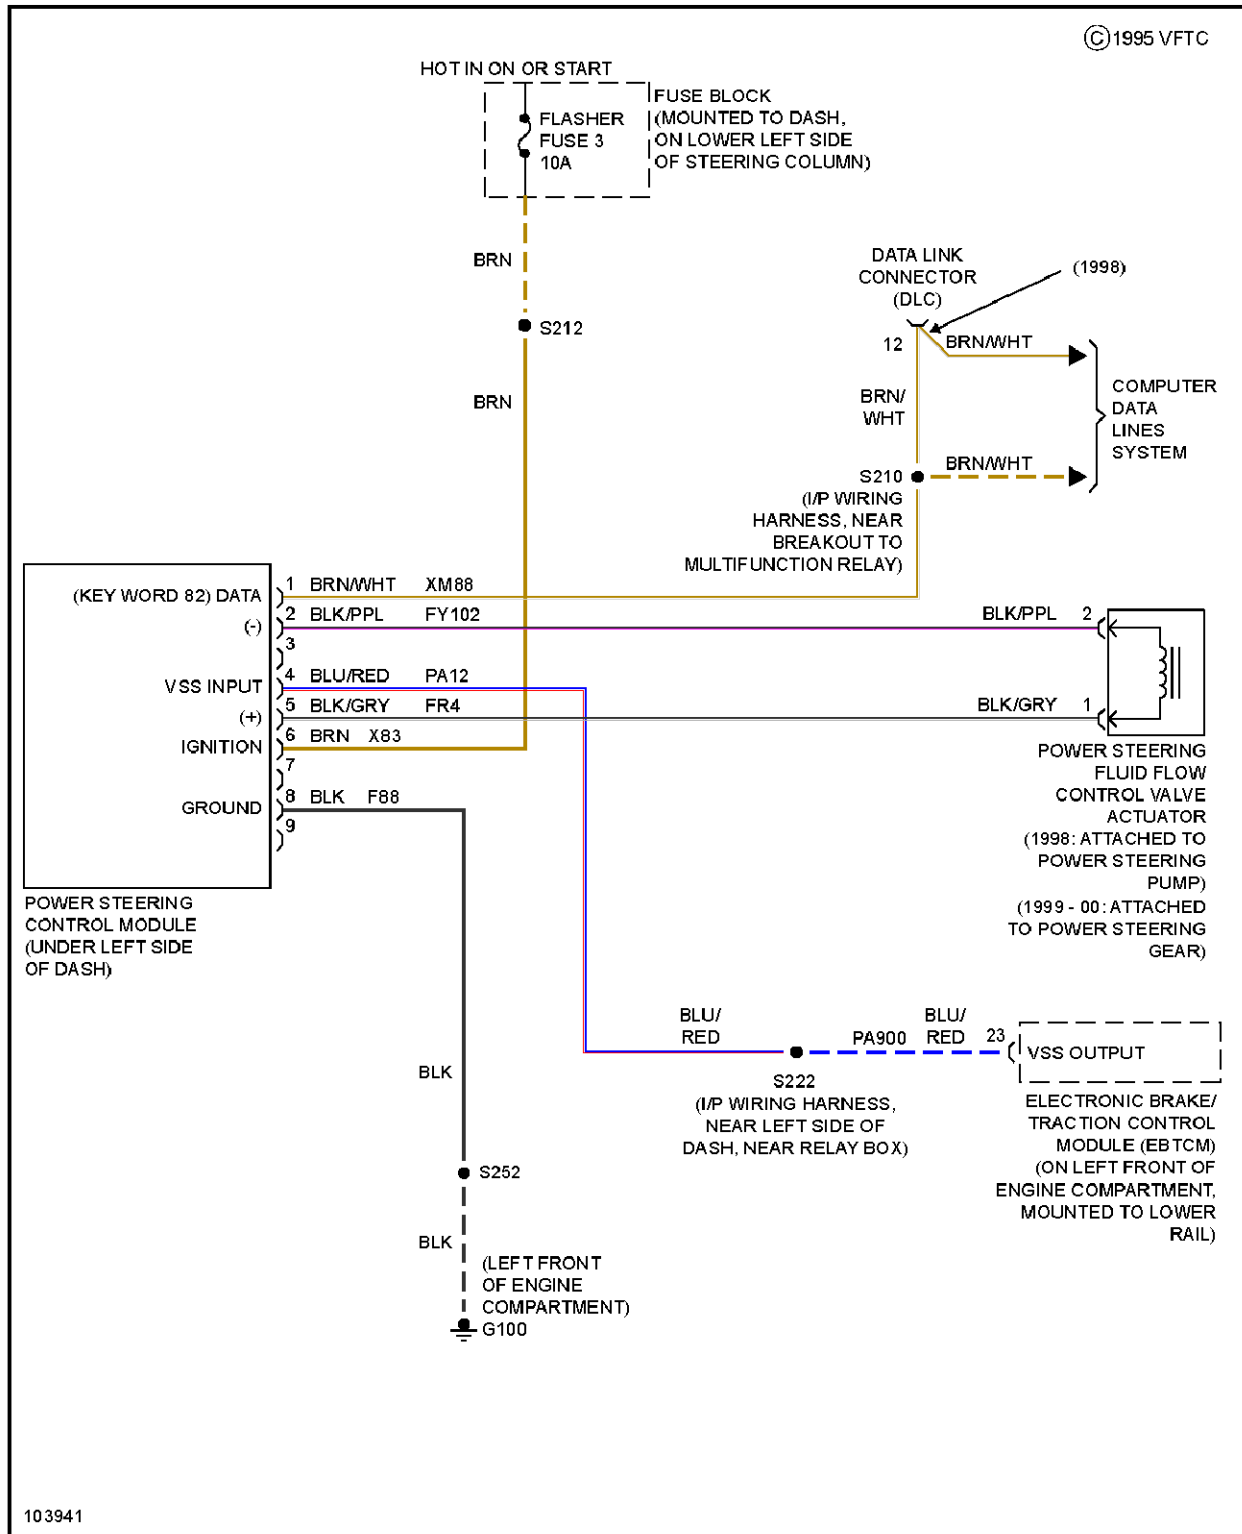 ©1995 VFTC
HOT IN ON OR START
FLASHER
FUSE 3
10A
FUSE BLOCK
(MOUNTED TO DASH,
ON LOWER LEFT SIDE
OF STEERING COLUMN)
BRN
S212
BRN
DATA LINK
CONNECTOR
(DLC)
(1998)
12
BRN/WHT
BRN/
WHT
COMPUTER
DATA
LINES
SYSTEM
S210
BRN/WHT
(I/P WIRING
HARNESS, NEAR
BREAKOUT TO
MULTIFUNCTION RELAY)
(KEY WORD 82) DATA
1 BRN/WHT XM88
(-)
2 BLK/PPL FY102
3
VSS INPUT
4 BLU/RED PA12
(+)
5 BLK/GRY FR4
IGNITION
6 BRN X83
7
GROUND
8 BLK F88
9
POWER STEERING
CONTROL MODULE
(UNDER LEFT SIDE
OF DASH)
BLK/PPL 2
BLK/GRY 1
POWER STEERING
FLUID FLOW
CONTROL VALVE
ACTUATOR
(1998: ATTACHED TO
POWER STEERING
PUMP)
(1999 - 00: ATTACHED
TO POWER STEERING
GEAR)
BLU/
RED
S222
(I/P WIRING HARNESS,
NEAR LEFT SIDE OF
DASH, NEAR RELAY BOX)
PA900
BLU/
RED
23
VSS OUTPUT
ELECTRONIC BRAKE/
TRACTION CONTROL
MODULE (EBTCM)
(ON LEFT FRONT OF
ENGINE COMPARTMENT,
MOUNTED TO LOWER
RAIL)
BLK
S252
BLK
(LEFT FRONT
OF ENGINE
COMPARTMENT)
G100
103941